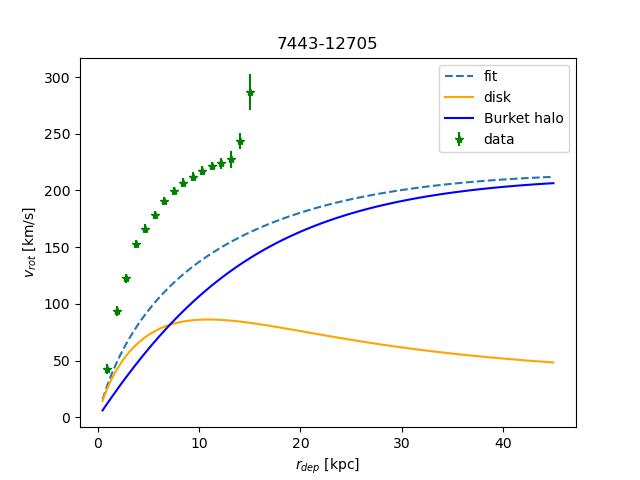 7443-12705
fit
disk
Burket halo
data
300
250
200
150
100
50
0
v_rot [km/s]
0 10 20 30 40
r_dep [kpc]